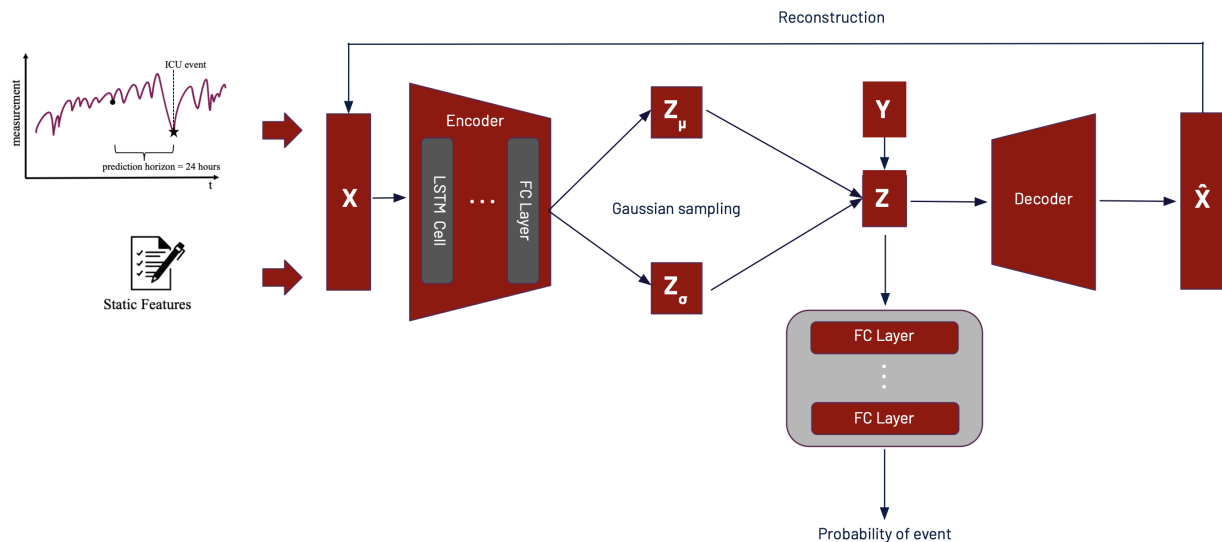 Reconstruction
ICU event
measurement
prediction horizon = 24 hours
t
Static Features
X
Encoder
LSTM Cell
...
FC Layer
Zμ
Gaussian sampling
Zσ
Y
Z
Decoder
X̂
FC Layer
FC Layer
Probability of event